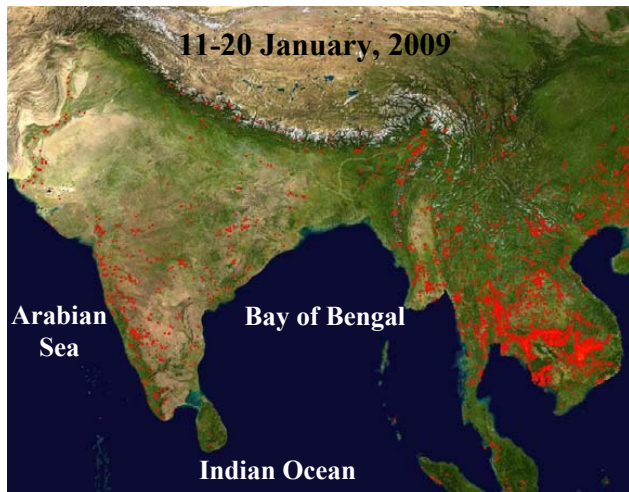 11-20 January, 2009
Arabian
Sea
Bay of Bengal
Indian Ocean